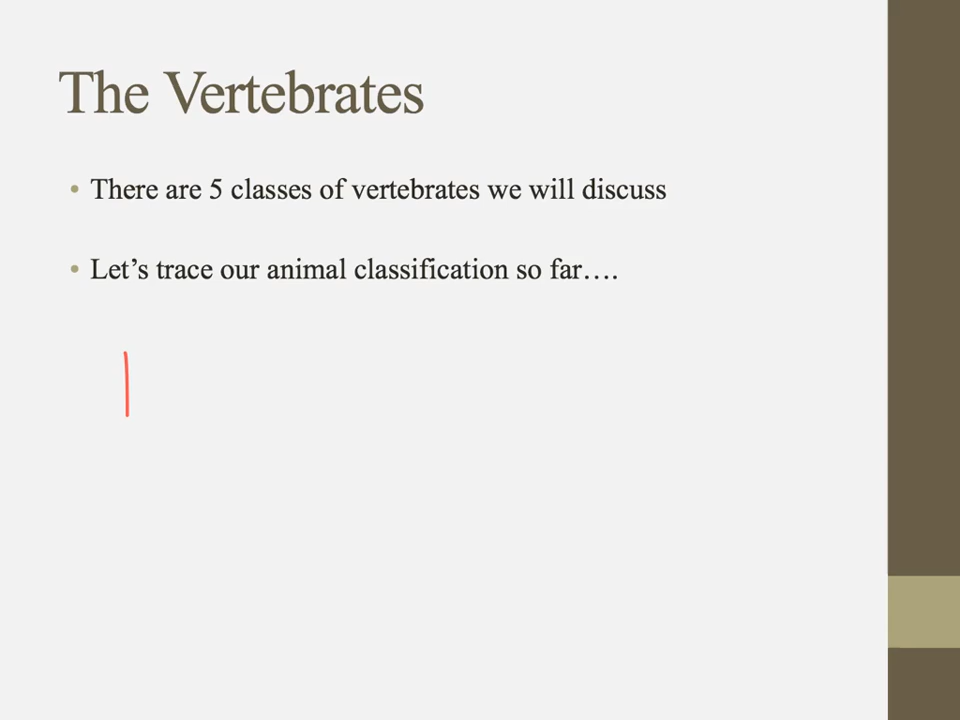 The Vertebrates
• There are 5 classes of vertebrates we will discuss
• Let’s trace our animal classification so far….